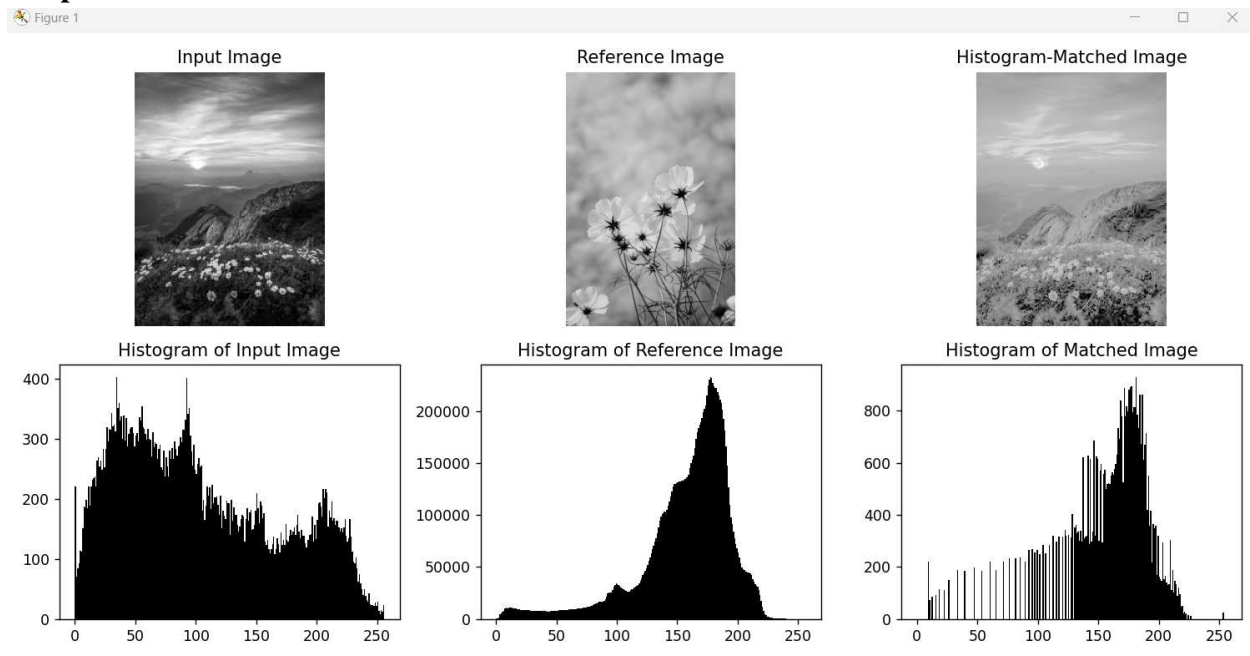 Figure 1
Input Image
Reference Image
Histogram-Matched Image
Histogram of Input Image
Histogram of Reference Image
Histogram of Matched Image
400
300
200
100
0
0 50 100 150 200 250
200000
150000
100000
50000
0
0 50 100 150 200 250
800
600
400
200
0
0 50 100 150 200 250